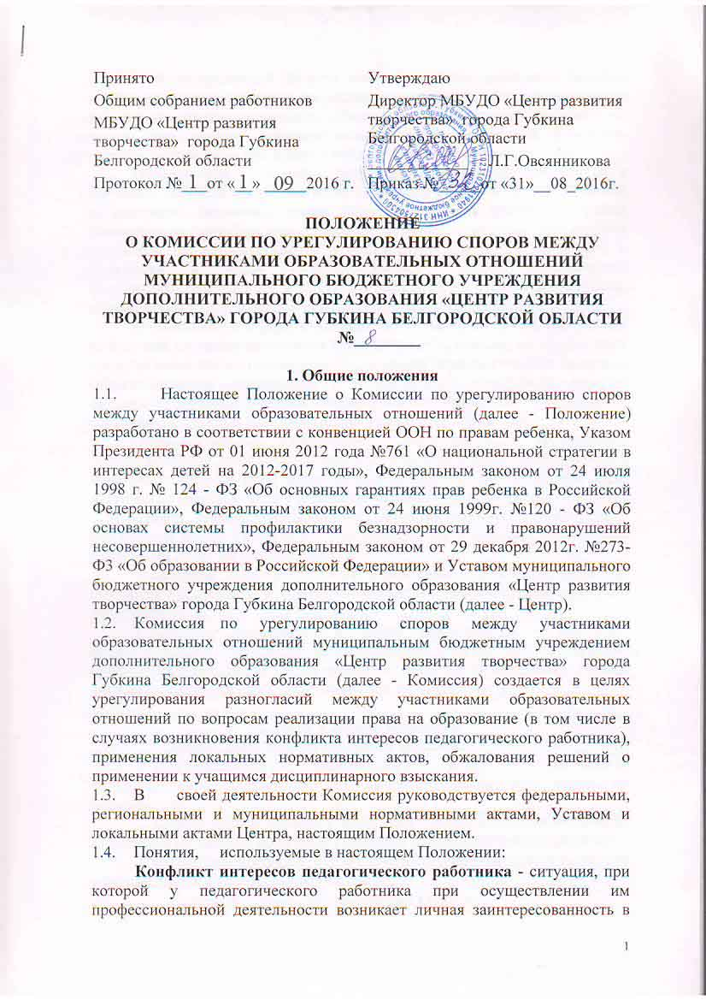 Принято
Общим собранием работников
МБУДО «Центр развития
творчества» города Губкина
Белгородской области
Протокол № 1 от « 1 » 09 2016 г.
Утверждаю
Директор МБУДО «Центр развития
творчества» города Губкина
Белгородской области
Л.Г.Овсянникова
Приказ № от «31»__08_2016г.
ПОЛОЖЕНИЕ
О КОМИССИИ ПО УРЕГУЛИРОВАНИЮ СПОРОВ МЕЖДУ
УЧАСТНИКАМИ ОБРАЗОВАТЕЛЬНЫХ ОТНОШЕНИЙ
МУНИЦИПАЛЬНОГО БЮДЖЕТНОГО УЧРЕЖДЕНИЯ
ДОПОЛНИТЕЛЬНОГО ОБРАЗОВАНИЯ «ЦЕНТР РАЗВИТИЯ
ТВОРЧЕСТВА» ГОРОДА ГУБКИНА БЕЛГОРОДСКОЙ ОБЛАСТИ
№ 8
1. Общие положения
1.1. Настоящее Положение о Комиссии по урегулированию споров
между участниками образовательных отношений (далее - Положение)
разработано в соответствии с конвенцией ООН по правам ребенка, Указом
Президента РФ от 01 июня 2012 года №761 «О национальной стратегии в
интересах детей на 2012-2017 годы», Федеральным законом от 24 июля
1998 г. № 124 - ФЗ «Об основных гарантиях прав ребенка в Российской
Федерации», Федеральным законом от 24 июня 1999г. №120 - ФЗ «Об
основах системы профилактики безнадзорности и правонарушений
несовершеннолетних», Федеральным законом от 29 декабря 2012г. №273-
ФЗ «Об образовании в Российской Федерации» и Уставом муниципального
бюджетного учреждения дополнительного образования «Центр развития
творчества» города Губкина Белгородской области (далее - Центр).
1.2. Комиссия по урегулированию споров между участниками
образовательных отношений муниципальным бюджетным учреждением
дополнительного образования «Центр развития творчества» города
Губкина Белгородской области (далее - Комиссия) создается в целях
урегулирования разногласий между участниками образовательных
отношений по вопросам реализации права на образование (в том числе в
случаях возникновения конфликта интересов педагогического работника),
применения локальных нормативных актов, обжалования решений о
применении к учащимся дисциплинарного взыскания.
1.3. В своей деятельности Комиссия руководствуется федеральными,
региональными и муниципальными нормативными актами, Уставом и
локальными актами Центра, настоящим Положением.
1.4. Понятия, используемые в настоящем Положении:
Конфликт интересов педагогического работника - ситуация, при
которой у педагогического работника при осуществлении им
профессиональной деятельности возникает личная заинтересованность в
1